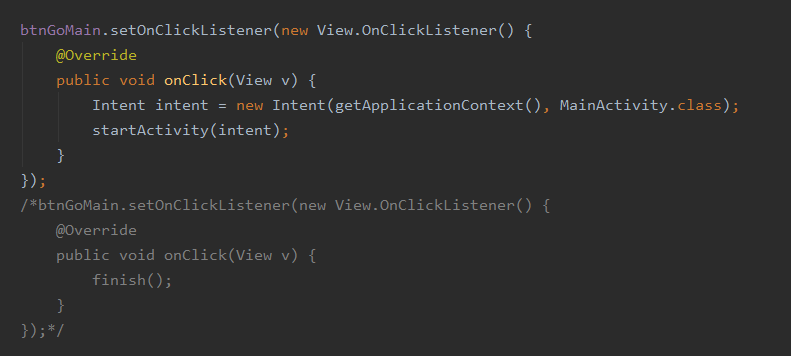 btnGoMain.setOnClickListener(new View.OnClickListener() {
    @Override
    public void onClick(View v) {
        Intent intent = new Intent(getApplicationContext(), MainActivity.class);
        startActivity(intent);
    }
});
/*btnGoMain.setOnClickListener(new View.OnClickListener() {
    @Override
    public void onClick(View v) {
        finish();
    }
});*/